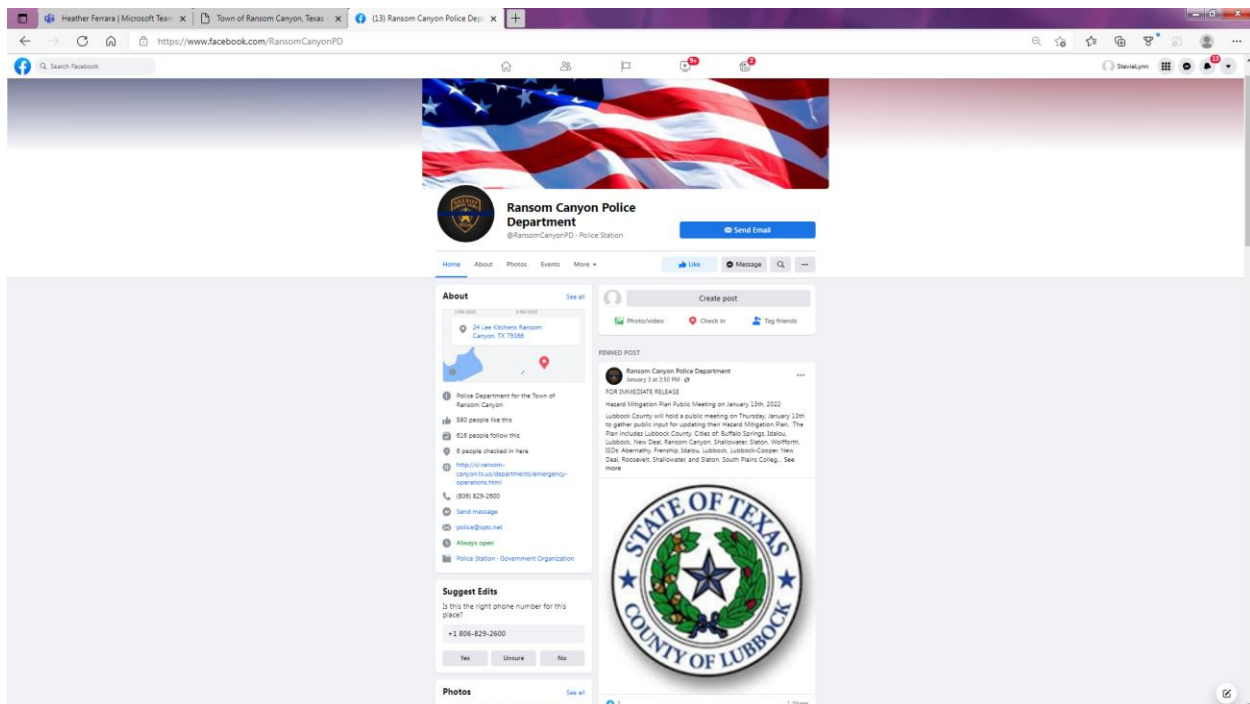 Heather Ferrara | Microsoft Team
Town of Ransom Canyon, Texas -
(13) Ransom Canyon Police Depa
https://www.facebook.com/RansomCanyonPD
Search Facebook
9+
2
StevieLynn
13
Ransom Canyon Police
Department
@RansomCanyonPD · Police Station
Send Email
Home About Photos Events More
Like
Message
About
See all
24 Lee Kitchens Ransom
Canyon, TX 79366
Police Department for the Town of
Ransom Canyon
616 people follow this
6 people checked in here
http://ci.ransom-
canyon.tx.us/departments/emergency-
operations.html
(806) 829-2600
Send message
police@spts.net
Always open
Police Station · Government Organization
Suggest Edits
Is this the right phone number for this
place?
+1 806-829-2600
Yes Unsure No
Photos
See all
Create post
Photo/video Check in Tag friends
PINNED POST
Ransom Canyon Police Department
January 3 at 3:50 PM ·
FOR IMMEDIATE RELEASE
Hazard Mitigation Plan Public Meeting on January 13th, 2022
Lubbock County will hold a public meeting on Thursday, January 13th
to gather public input for updating their Hazard Mitigation Plan. The
Plan includes Lubbock County, Cities of: Buffalo Springs, Idalou,
Lubbock, New Deal, Ransom Canyon, Shallowater, Slaton, Wolfforth,
ISDs: Abernathy, Frenship, Idalou, Lubbock, Lubbock-Cooper, New
Deal, Roosevelt, Shallowater, and Slaton, South Plains Colleg... See
more
STATE OF TEXAS
COUNTY OF LUBBOCK
1
1 Share